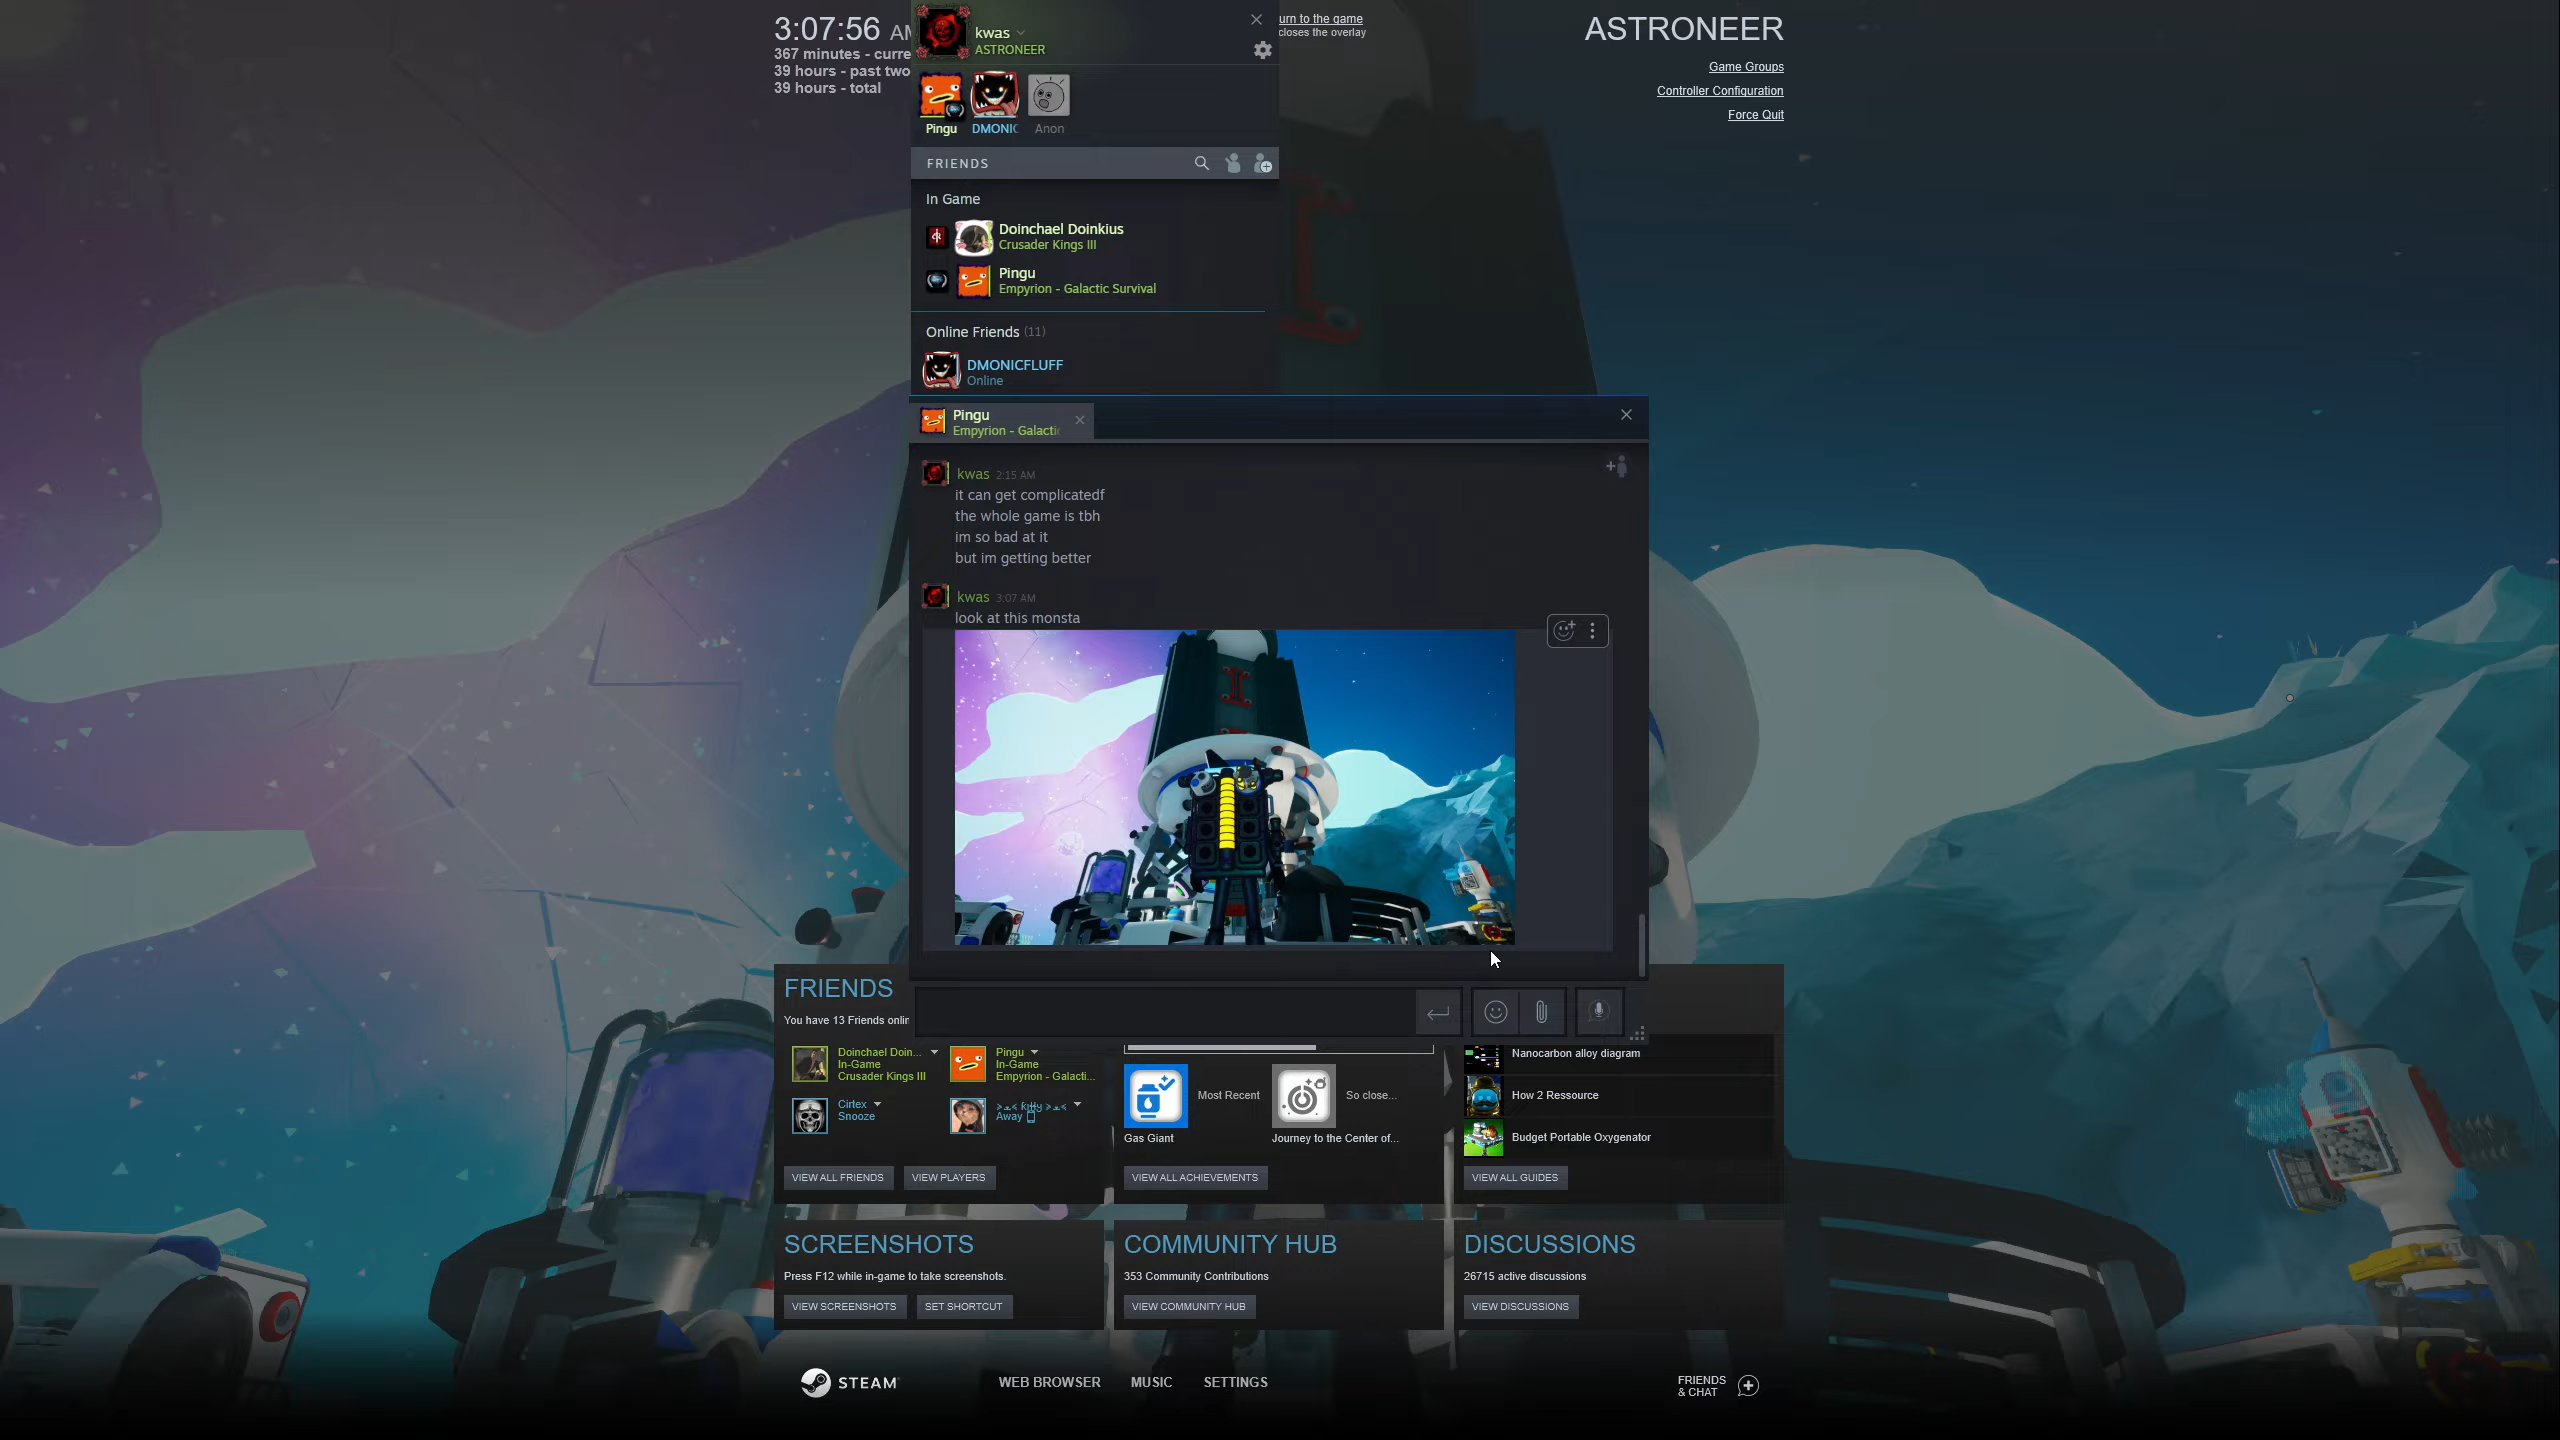 3:07:56 AM
367 minutes - curre
39 hours - past two
39 hours - total
kwas
ASTRONEER
urn to the game
closes the overlay
ASTRONEER
Game Groups
Controller Configuration
Force Quit
Pingu
DMONIC
Anon
FRIENDS
In Game
Doinchael Doinkius
Crusader Kings III
Pingu
Empyrion - Galactic Survival
Online Friends (11)
DMONICFLUFF
Online
Pingu
Empyrion - Galactic
kwas 2:15 AM
it can get complicatedf
the whole game is tbh
im so bad at it
but im getting better
kwas 3:07 AM
look at this monsta
FRIENDS
You have 13 Friends onlin
Doinchael Doin...
In-Game
Crusader Kings III
Pingu
In-Game
Empyrion - Galacti...
Cirtex
Snooze
Away
Most Recent
Gas Giant
So close...
Journey to the Center of...
Nanocarbon alloy diagram
How 2 Ressource
Budget Portable Oxygenator
VIEW ALL FRIENDS
VIEW PLAYERS
VIEW ALL ACHIEVEMENTS
VIEW ALL GUIDES
SCREENSHOTS
Press F12 while in-game to take screenshots.
VIEW SCREENSHOTS
SET SHORTCUT
COMMUNITY HUB
353 Community Contributions
VIEW COMMUNITY HUB
DISCUSSIONS
26715 active discussions
VIEW DISCUSSIONS
STEAM
WEB BROWSER
MUSIC
SETTINGS
FRIENDS
& CHAT